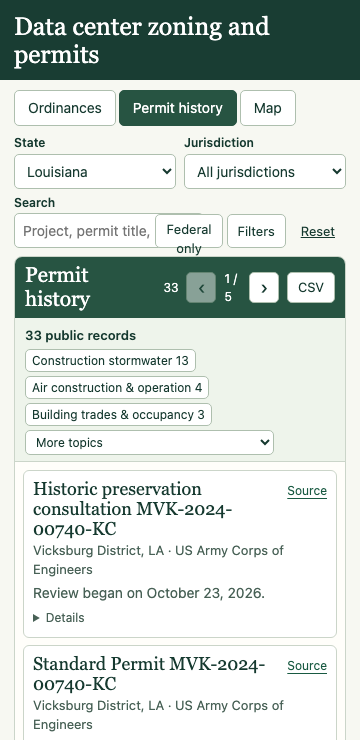 Data center zoning and
permits
Ordinances
Permit history
Map
State
Jurisdiction
Louisiana
All jurisdictions
Search
Project, permit title,
Federal
only
Filters
Reset
Permit
history
33
‹
1 /
5
›
CSV
33 public records
Construction stormwater 13
Air construction & operation 4
Building trades & occupancy 3
More topics
Historic preservation
consultation MVK-2024-
00740-KC
Source
Vicksburg District, LA · US Army Corps of
Engineers
Review began on October 23, 2026.
Details
Standard Permit MVK-2024-
00740-KC
Source
Vicksburg District, LA · US Army Corps of
Engineers